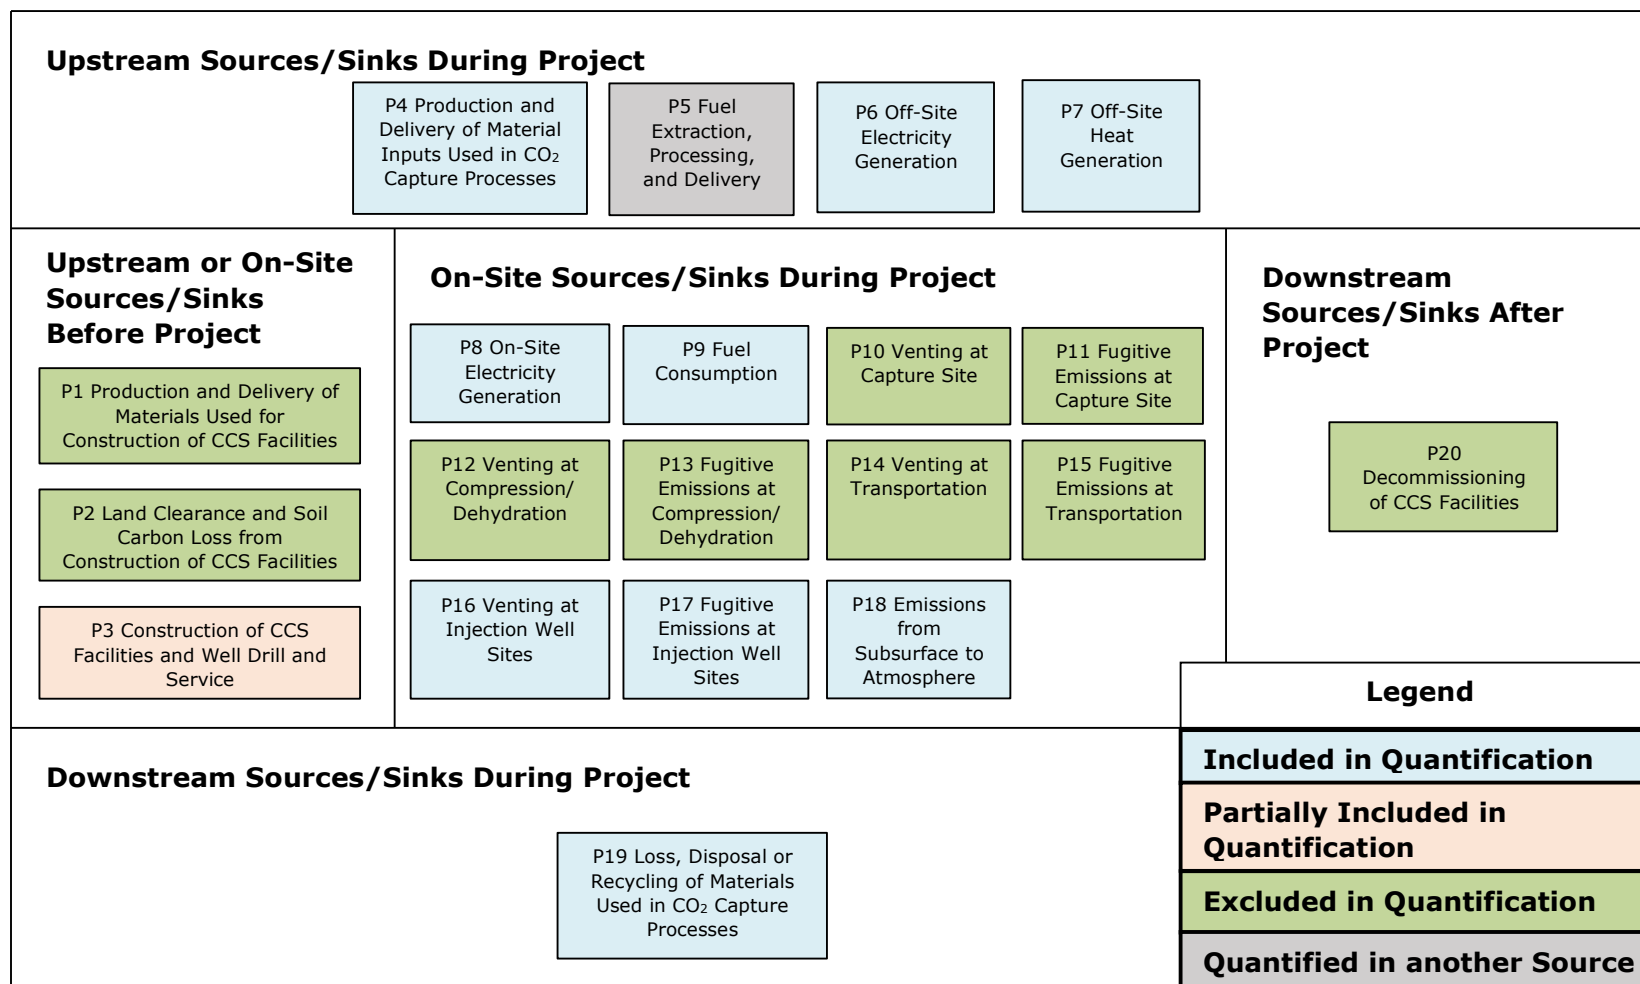 Upstream Sources/Sinks During Project
P4 Production and
Delivery of Material
Inputs Used in CO₂
Capture Processes
P5 Fuel
Extraction,
Processing,
and Delivery
P6 Off-Site
Electricity
Generation
P7 Off-Site
Heat
Generation
Upstream or On-Site
Sources/Sinks
Before Project
P1 Production and Delivery of
Materials Used for
Construction of CCS Facilities
P2 Land Clearance and Soil
Carbon Loss from
Construction of CCS Facilities
P3 Construction of CCS
Facilities and Well Drill and
Service
On-Site Sources/Sinks During Project
P8 On-Site
Electricity
Generation
P9 Fuel
Consumption
P10 Venting at
Capture Site
P11 Fugitive
Emissions at
Capture Site
P12 Venting at
Compression/
Dehydration
P13 Fugitive
Emissions at
Compression/
Dehydration
P14 Venting at
Transportation
P15 Fugitive
Emissions at
Transportation
P16 Venting at
Injection Well
Sites
P17 Fugitive
Emissions at
Injection Well
Sites
P18 Emissions
from
Subsurface to
Atmosphere
Downstream
Sources/Sinks After
Project
P20
Decommissioning
of CCS Facilities
Downstream Sources/Sinks During Project
P19 Loss, Disposal or
Recycling of Materials
Used in CO₂ Capture
Processes
Legend
Included in Quantification
Partially Included in
Quantification
Excluded in Quantification
Quantified in another Source